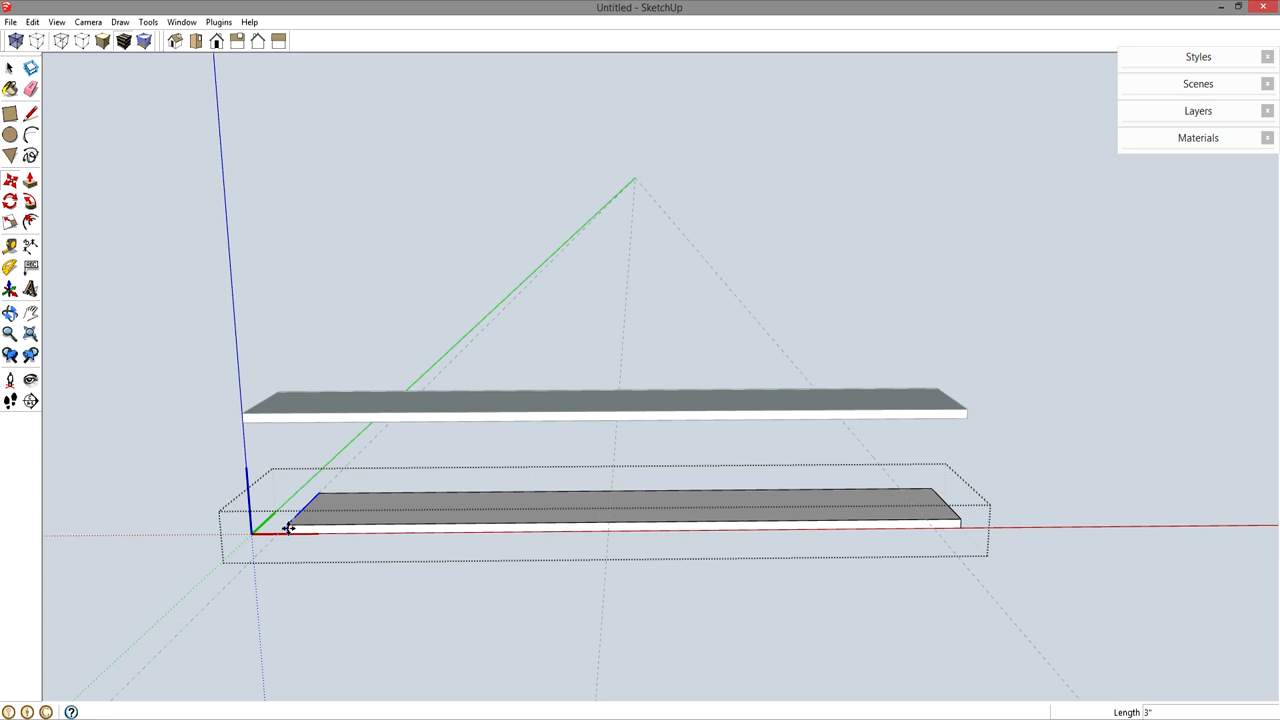 Untitled - SketchUp
File Edit View Camera Draw Tools Window Plugins Help
Styles
Scenes
Layers
Materials
Length 3"